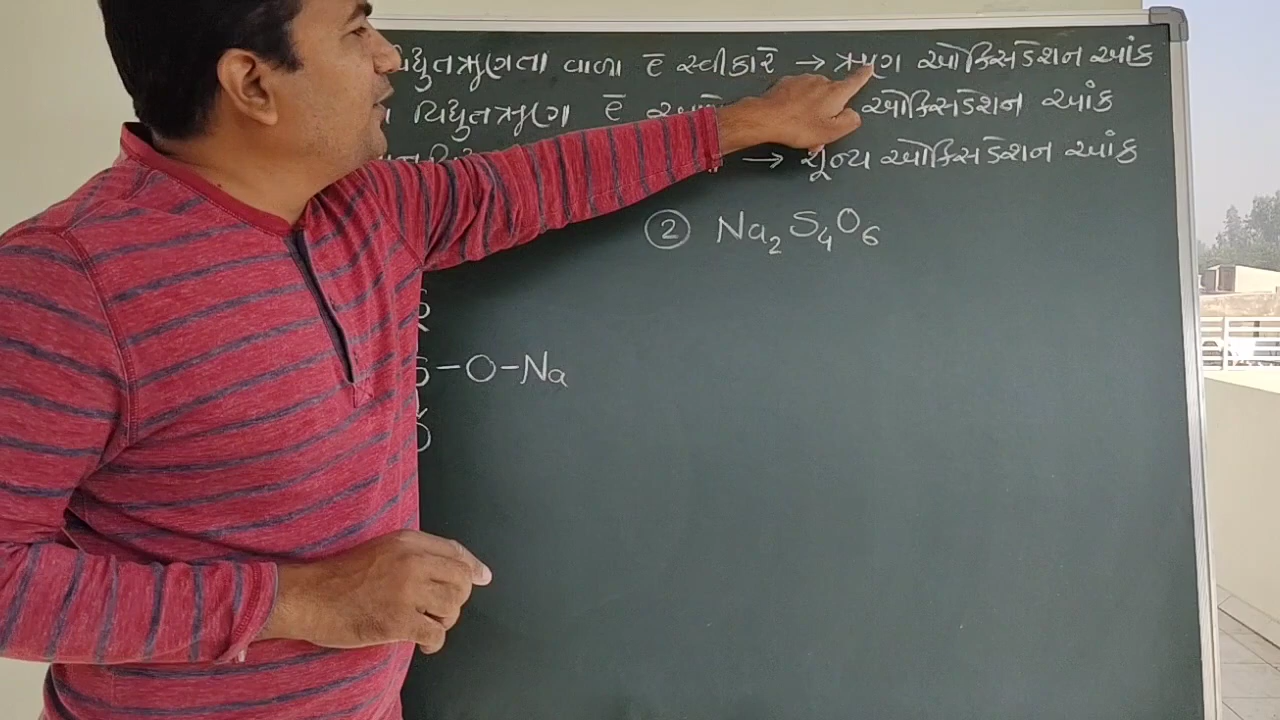 વિદ્યુતઋણતા વાળા ē સ્વીકારે → ઋણ ઓક્સિડેશન આંક
વિદ્યુતઋણ ē ઓક્સિડેશન આંક
→ શૂન્ય ઓક્સિડેશન આંક
② Na₂S₄O₆
S-O-Na
O